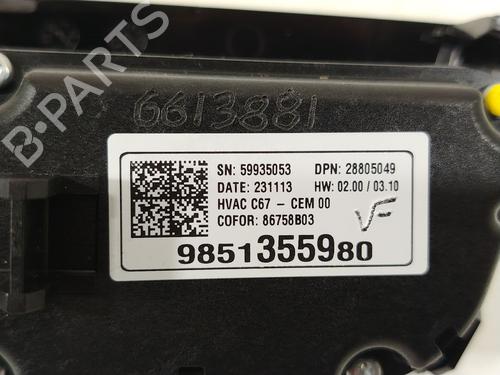 6613881
SN: 59935053 DPN: 28805049
DATE: 231113 HW: 02.00 / 03.10
HVAC C67 - CEM 00
COFOR: 86758B03
VF
9851355980
B-PARTS